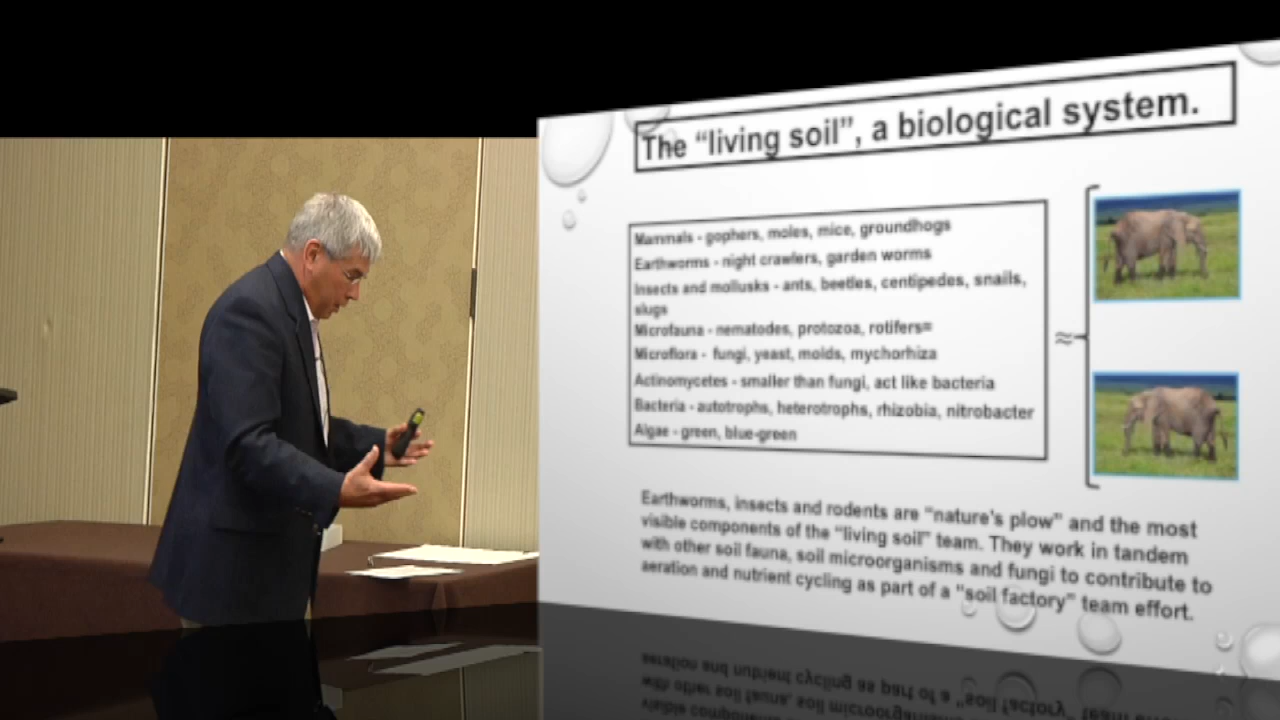 The “living soil”, a biological system.
Mammals - gophers, moles, mice, groundhogs
Earthworms - night crawlers, garden worms
Insects and mollusks - ants, beetles, centipedes, snails,
slugs
Microfauna - nematodes, protozoa, rotifers=
Microflora - fungi, yeast, molds, mychorhiza
Actinomycetes - smaller than fungi, act like bacteria
Bacteria - autotrophs, heterotrophs, rhizobia, nitrobacter
Algae - green, blue-green
≈
Earthworms, insects and rodents are “nature's plow” and the most
visible components of the “living soil” team. They work in tandem
with other soil fauna, soil microorganisms and fungi to contribute to
aeration and nutrient cycling as part of a “soil factory” team effort.